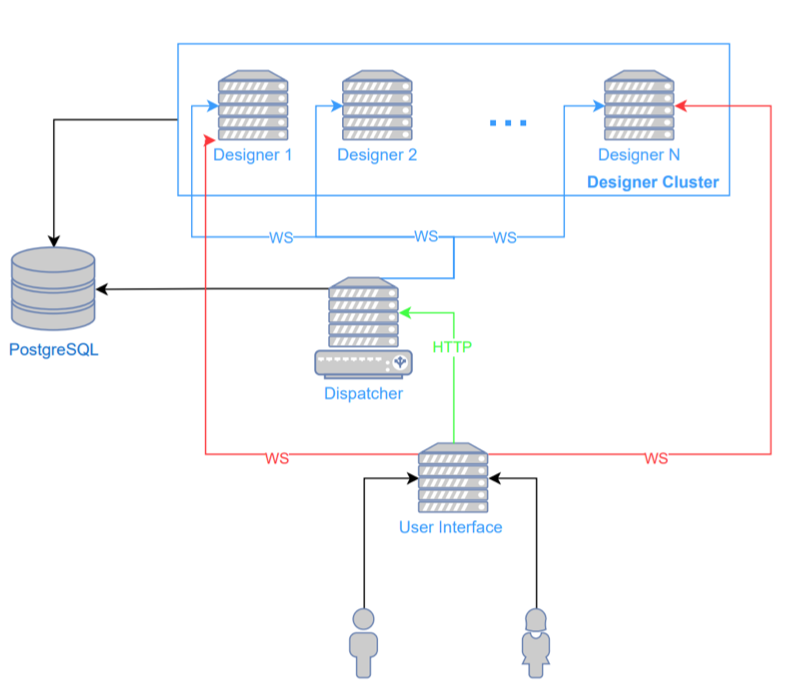 Designer 1
Designer 2
...
Designer N
Designer Cluster
WS
WS
WS
PostgreSQL
HTTP
Dispatcher
WS
WS
User Interface